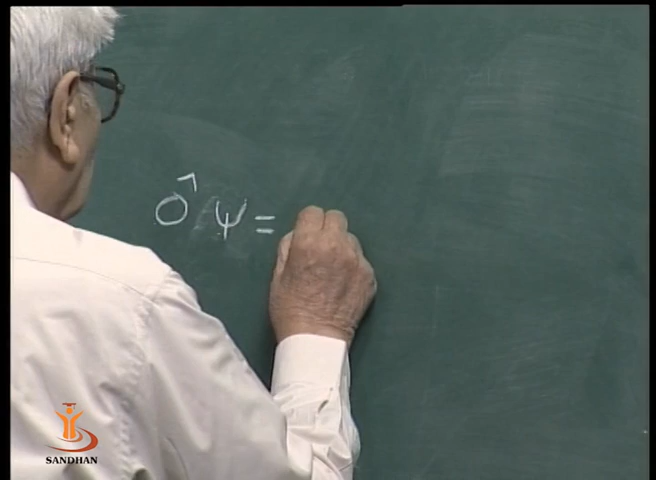 Ô ψ =
SANDHAN